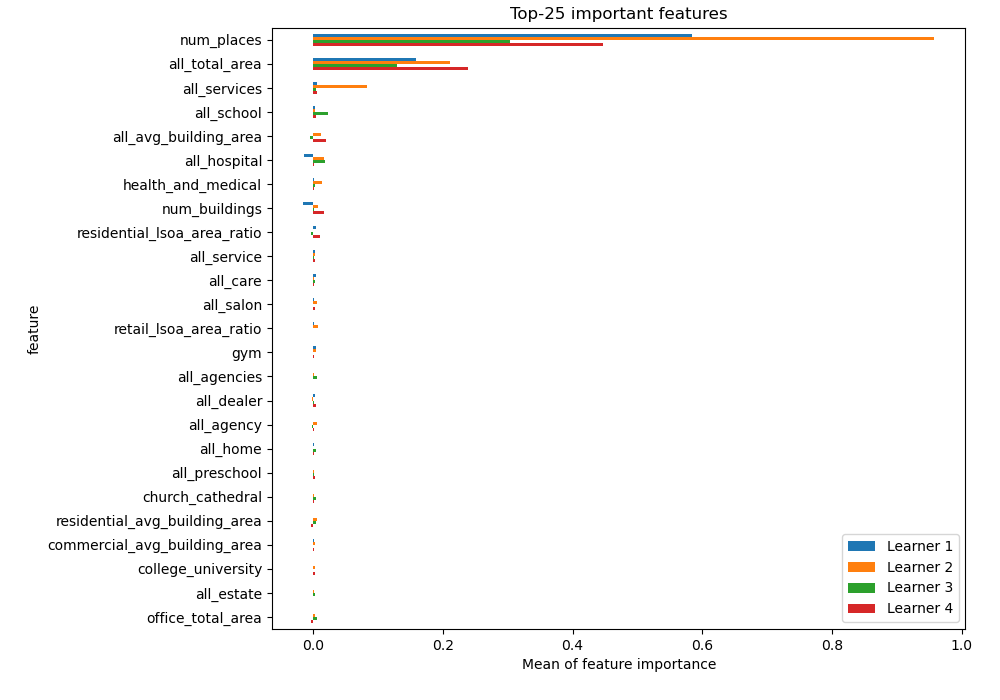 Top-25 important features
num_places
all_total_area
all_services
all_school
all_avg_building_area
all_hospital
health_and_medical
num_buildings
residential_lsoa_area_ratio
all_service
all_care
all_salon
retail_lsoa_area_ratio
gym
all_agencies
all_dealer
all_agency
all_home
all_preschool
church_cathedral
residential_avg_building_area
commercial_avg_building_area
college_university
all_estate
office_total_area
feature
Learner 1
Learner 2
Learner 3
Learner 4
0.0 0.2 0.4 0.6 0.8 1.0
Mean of feature importance